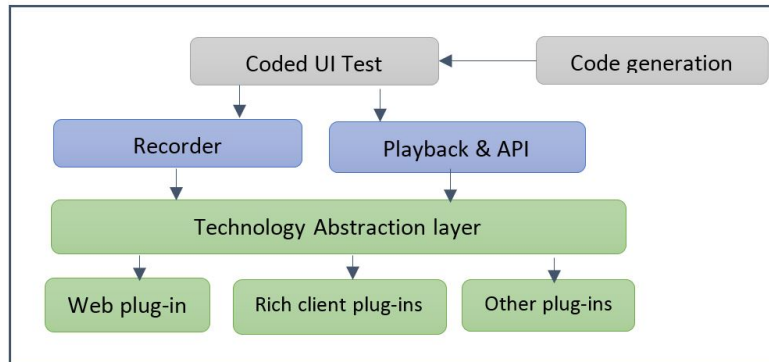 Coded UI Test
Code generation
Recorder
Playback & API
Technology Abstraction layer
Web plug-in
Rich client plug-ins
Other plug-ins